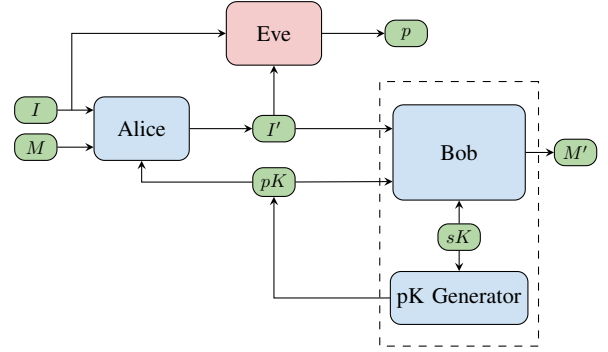 Eve
p
I
Alice
I'
M
Bob
M'
pK
sK
pK Generator